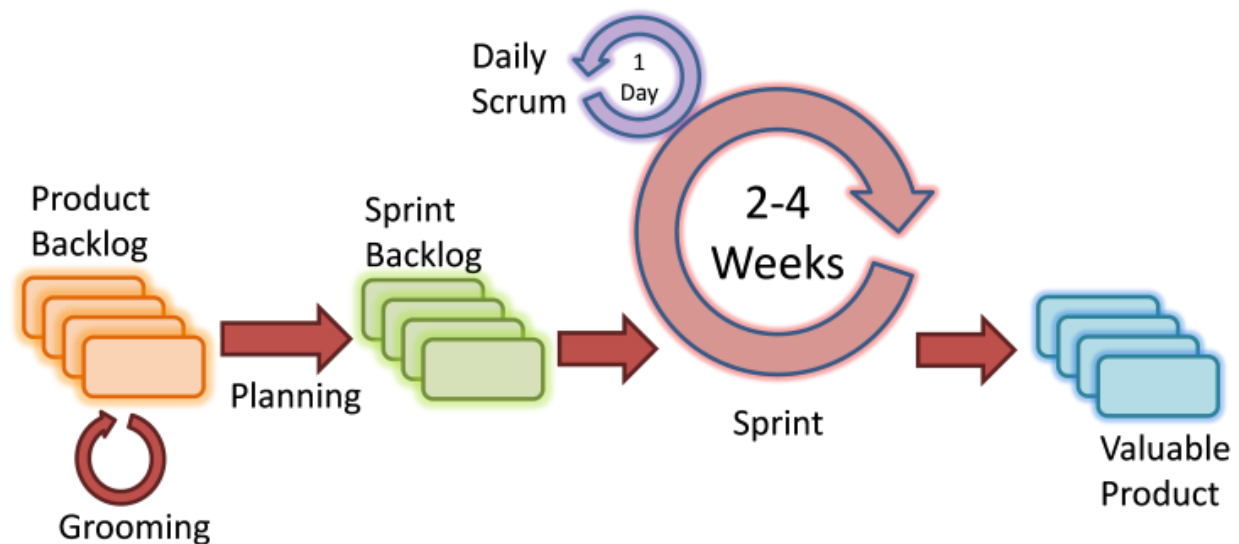 Daily
Scrum
1
Day
Product
Backlog
Sprint
Backlog
2-4
Weeks
Planning
Sprint
Grooming
Valuable
Product